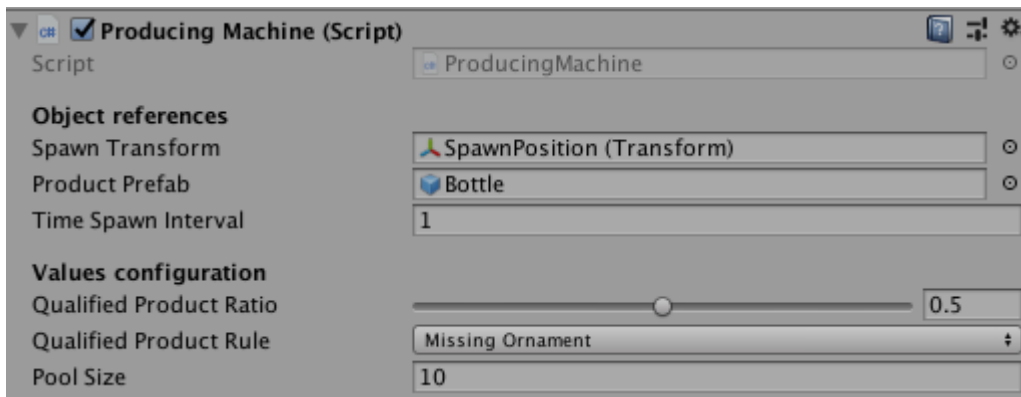 Producing Machine (Script)
Script ProducingMachine
Object references
Spawn Transform SpawnPosition (Transform)
Product Prefab Bottle
Time Spawn Interval 1
Values configuration
Qualified Product Ratio 0.5
Qualified Product Rule Missing Ornament
Pool Size 10